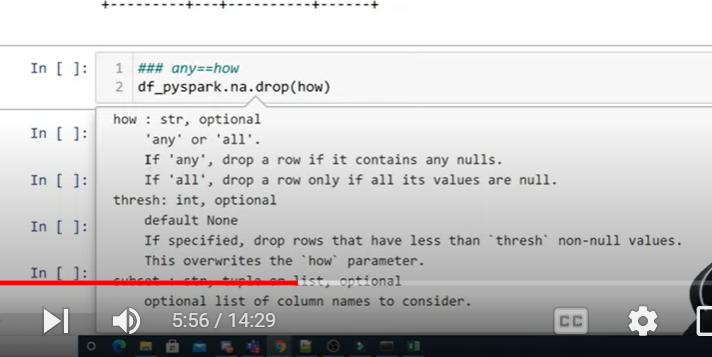 +---------+---+----------+------+
In [ ]: 1 ### any==how
2 df_pyspark.na.drop(how)
how : str, optional
In [ ]: 'any' or 'all'.
If 'any', drop a row if it contains any nulls.
In [ ]: If 'all', drop a row only if all its values are null.
thresh: int, optional
In [ ]: default None
If specified, drop rows that have less than `thresh` non-null values.
This overwrites the `how` parameter.
In [ ]: subset : str, tuple or list, optional
optional list of column names to consider.
5:56 / 14:29 CC